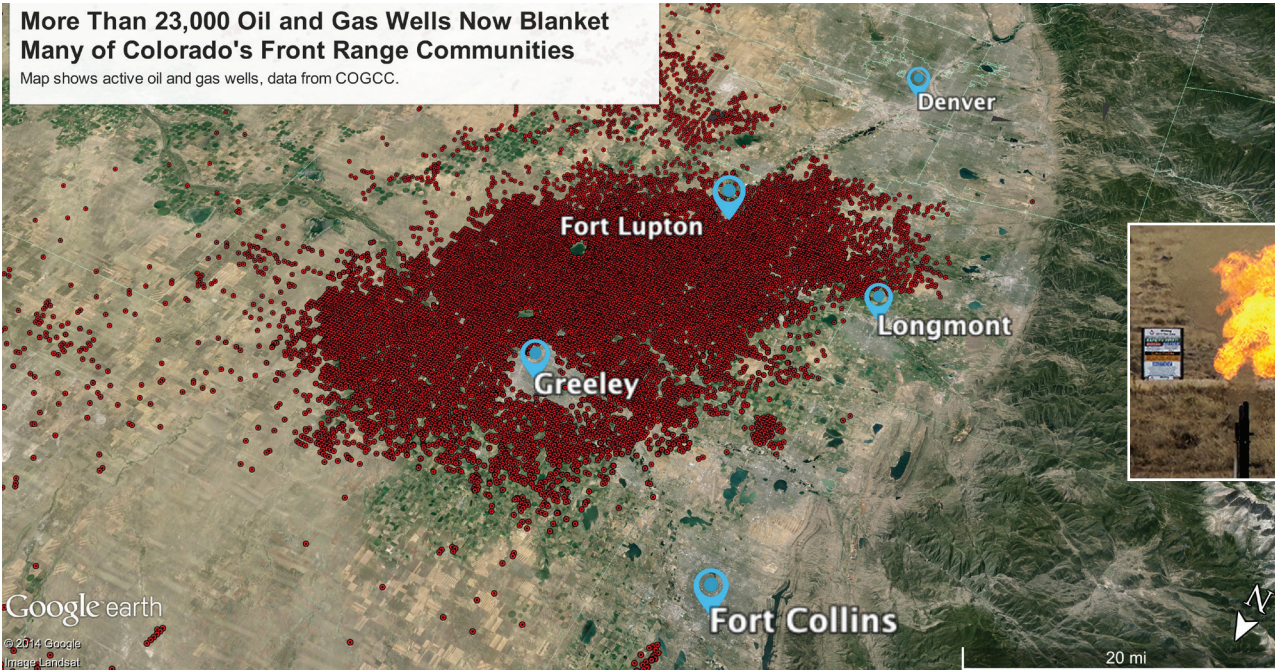 More Than 23,000 Oil and Gas Wells Now Blanket
Many of Colorado's Front Range Communities
Map shows active oil and gas wells, data from COGCC.
Denver
Fort Lupton
Longmont
Greeley
Fort Collins
Google earth
© 2014 Google
Image Landsat
N
20 mi